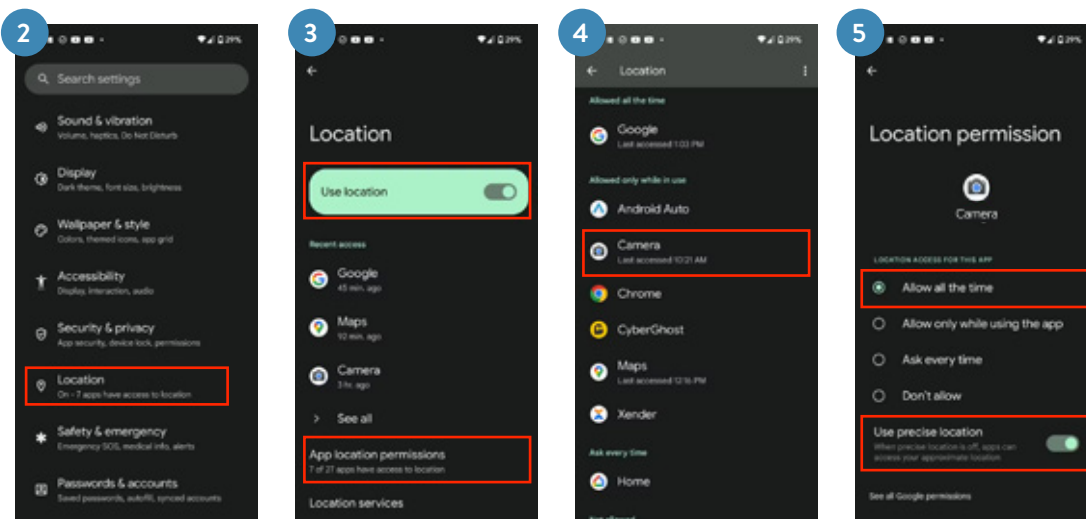 2
29%
Search settings
Sound & vibration
Volume, haptics, Do Not Disturb
Display
Dark theme, font size, brightness
Wallpaper & style
Colors, themed icons, app grid
Accessibility
Display, interaction, audio
Security & privacy
App security, device lock, permissions
Location
On - 7 apps have access to location
Safety & emergency
Emergency SOS, medical info, alerts
Passwords & accounts
Saved passwords, autofill, synced accounts
3
29%
Location
Use location
Recent access
Google
45 min. ago
Maps
Camera
3 hr. ago
See all
App location permissions
7 of 27 apps have access to location
Location services
4
29%
Location
Allowed all the time
Google
Last accessed 1:03 PM
Allowed only while in use
Android Auto
Camera
Last accessed 10:21 AM
Chrome
CyberGhost
Maps
Last accessed 12:16 PM
Xender
Ask every time
Home
Not allowed
5
29%
Location permission
Camera
LOCATION ACCESS FOR THIS APP
Allow all the time
Allow only while using the app
Ask every time
Don't allow
Use precise location
When precise location is off, apps can
access your approximate location
See all Google permissions